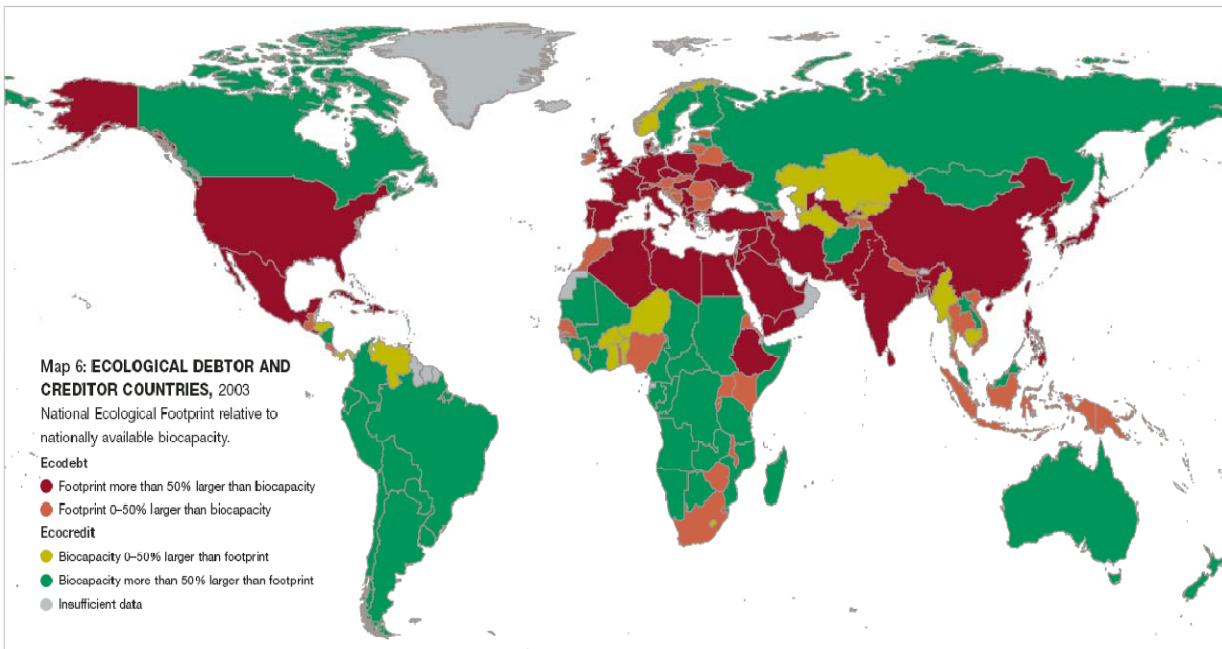 Map 6: ECOLOGICAL DEBTOR AND
CREDITOR COUNTRIES, 2003
National Ecological Footprint relative to
nationally available biocapacity.
Ecodebt
Footprint more than 50% larger than biocapacity
Footprint 0–50% larger than biocapacity
Ecocredit
Biocapacity 0–50% larger than footprint
Biocapacity more than 50% larger than footprint
Insufficient data